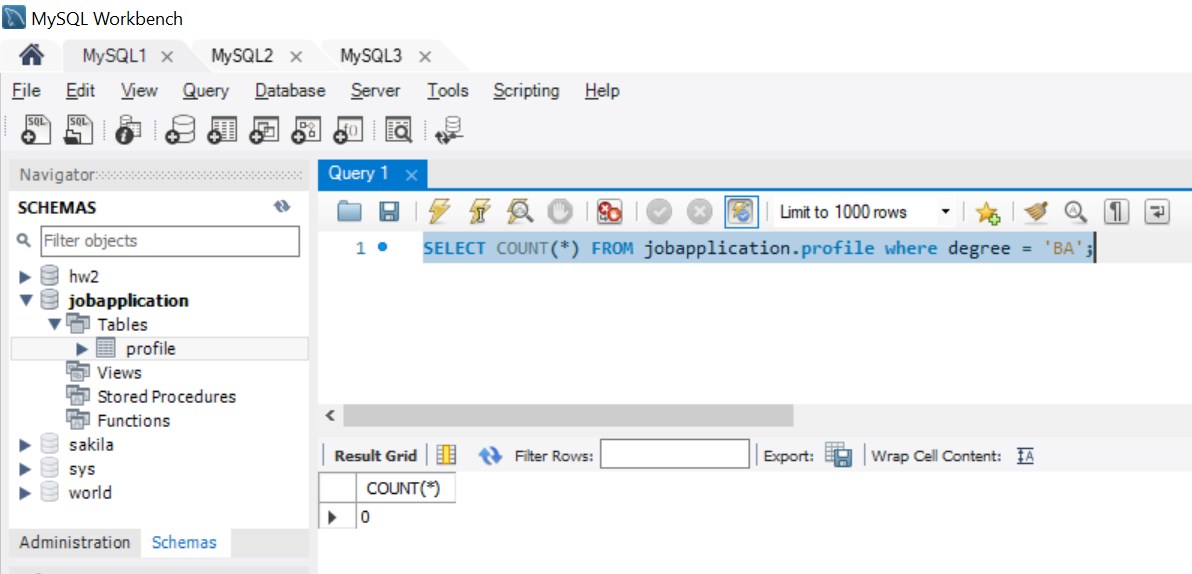 MySQL Workbench
MySQL1 MySQL2 MySQL3
File Edit View Query Database Server Tools Scripting Help
SQL SQL
Navigator
Query 1
SCHEMAS
Limit to 1000 rows
Filter objects
1 SELECT COUNT(*) FROM jobapplication.profile where degree = 'BA';
hw2
jobapplication
Tables
profile
Views
Stored Procedures
Functions
sakila
sys
world
Administration Schemas
Result Grid Filter Rows: Export: Wrap Cell Content:
COUNT(*)
0